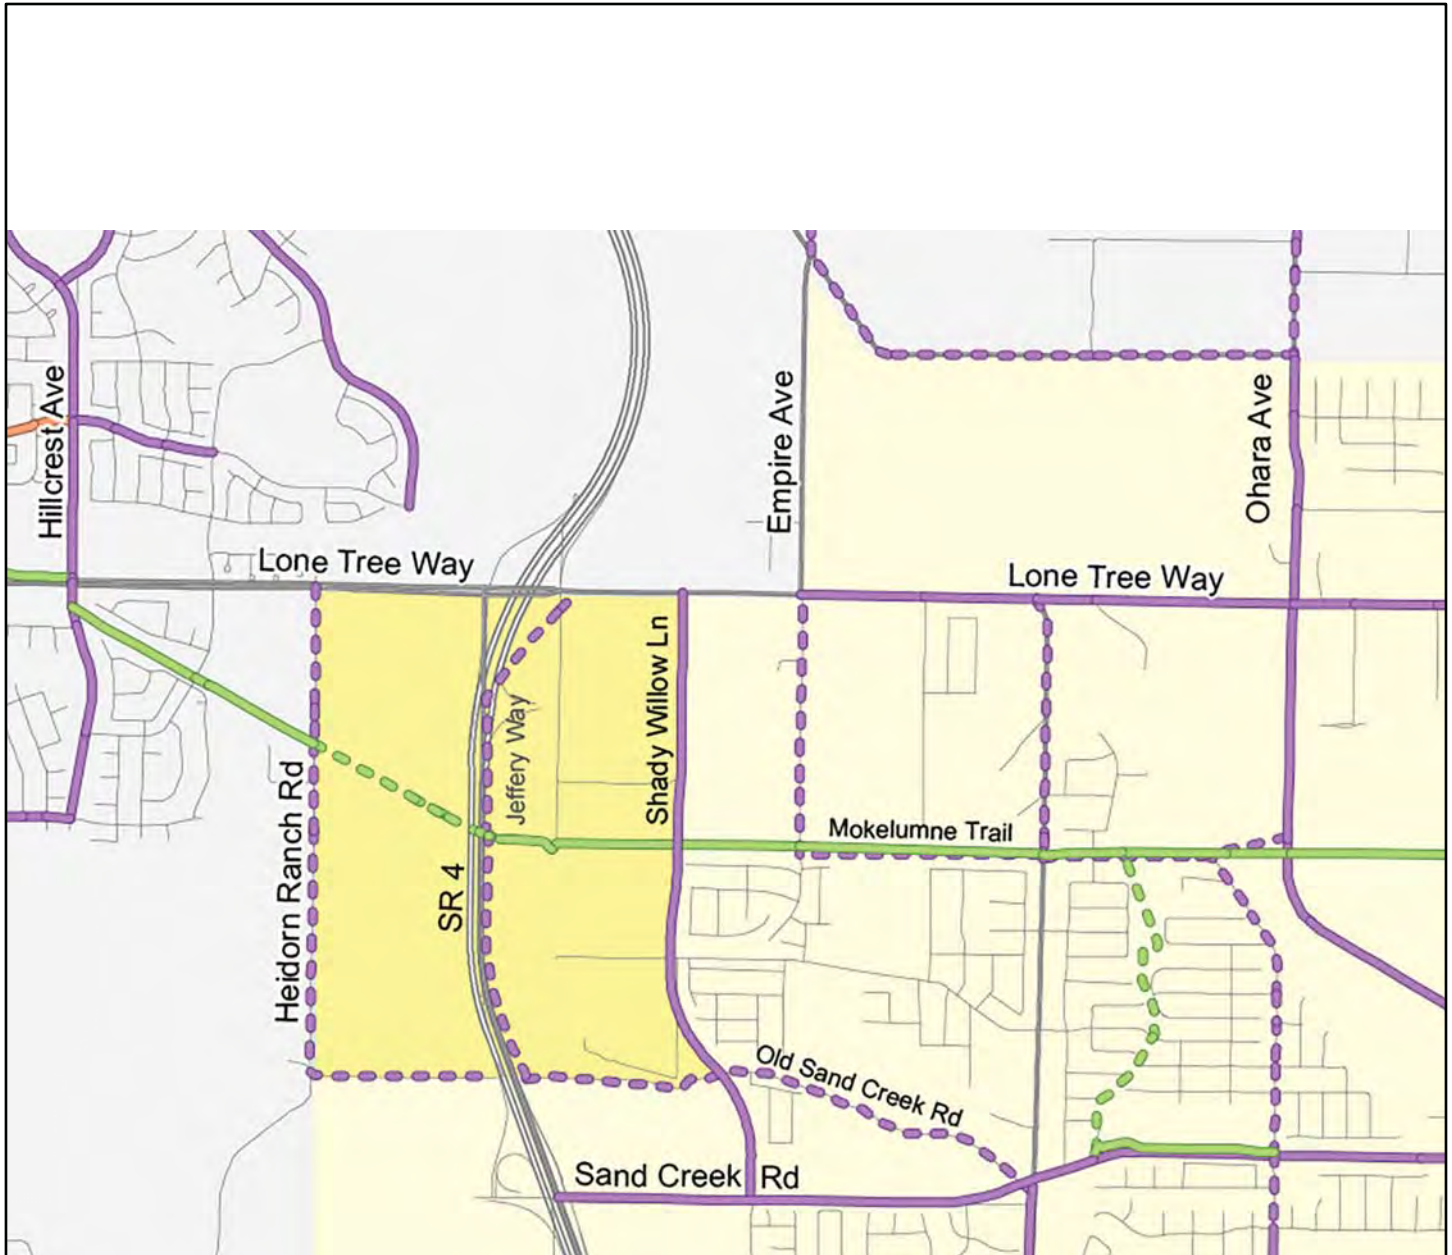 Hillcrest Ave
Empire Ave
Ohara Ave
Lone Tree Way
Lone Tree Way
Shady Willow Ln
Jeffery Way
Heidorn Ranch Rd
Mokelumne Trail
SR 4
Old Sand Creek Rd
Sand Creek Rd